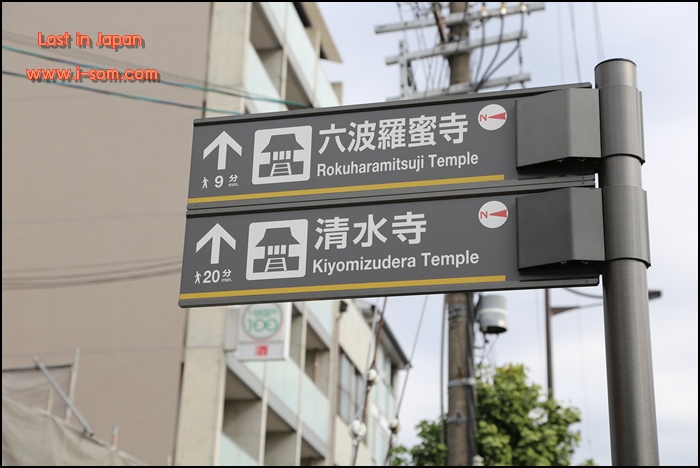 Lost in Japan
www.i-som.com
六波羅蜜寺
N
Rokuharamitsuji Temple
9分
min.
清水寺
N
Kiyomizudera Temple
20分
min.
100